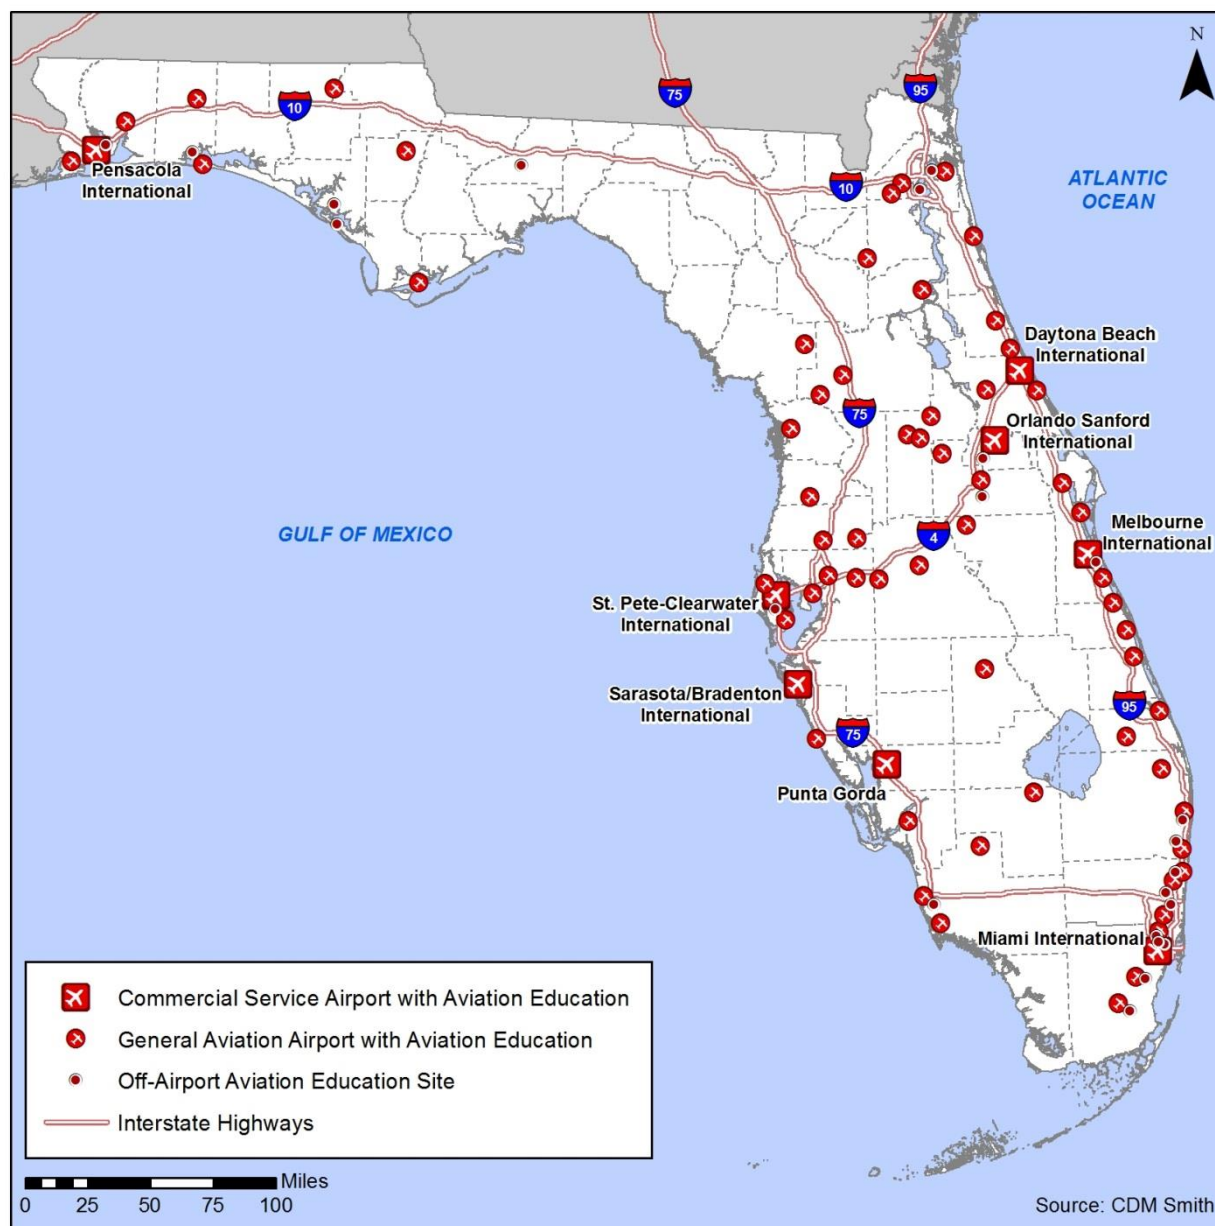 N
75
95
10
Pensacola
International
10
ATLANTIC
OCEAN
Daytona Beach
International
75
Orlando Sanford
International
GULF OF MEXICO
4
Melbourne
International
St. Pete-Clearwater
International
Sarasota/Bradenton
International
95
75
Punta Gorda
Miami International
Commercial Service Airport with Aviation Education
General Aviation Airport with Aviation Education
Off-Airport Aviation Education Site
Interstate Highways
Miles
0 25 50 75 100
Source: CDM Smith